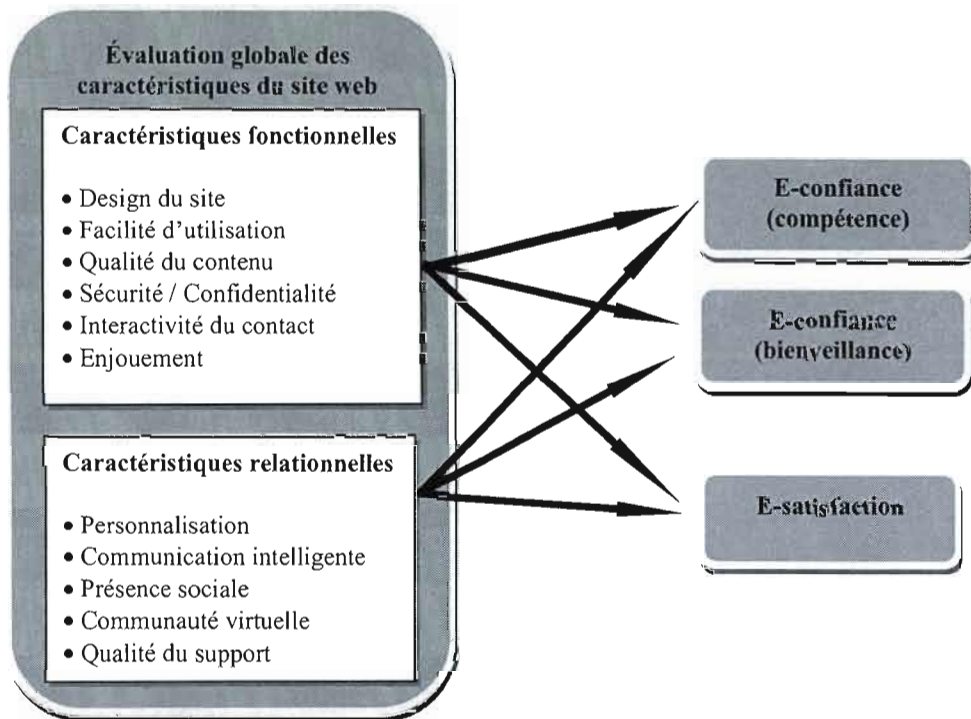 Évaluation globale des
caractéristiques du site web
Caractéristiques fonctionnelles
• Design du site
• Facilité d'utilisation
• Qualité du contenu
• Sécurité / Confidentialité
• Interactivité du contact
• Enjouement
Caractéristiques relationnelles
• Personnalisation
• Communication intelligente
• Présence sociale
• Communauté virtuelle
• Qualité du support
E-confiance
(compétence)
E-confiance
(bienveillance)
E-satisfaction